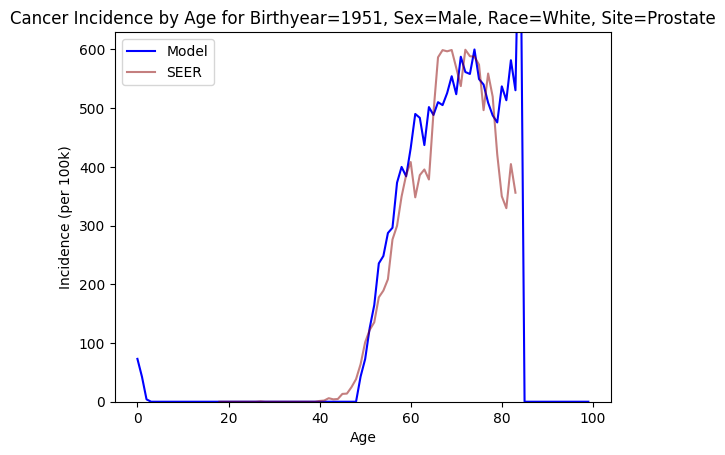 Cancer Incidence by Age for Birthyear=1951, Sex=Male, Race=White, Site=Prostate
Model
SEER
Incidence (per 100k)
600
500
400
300
200
100
0
0 20 40 60 80 100
Age